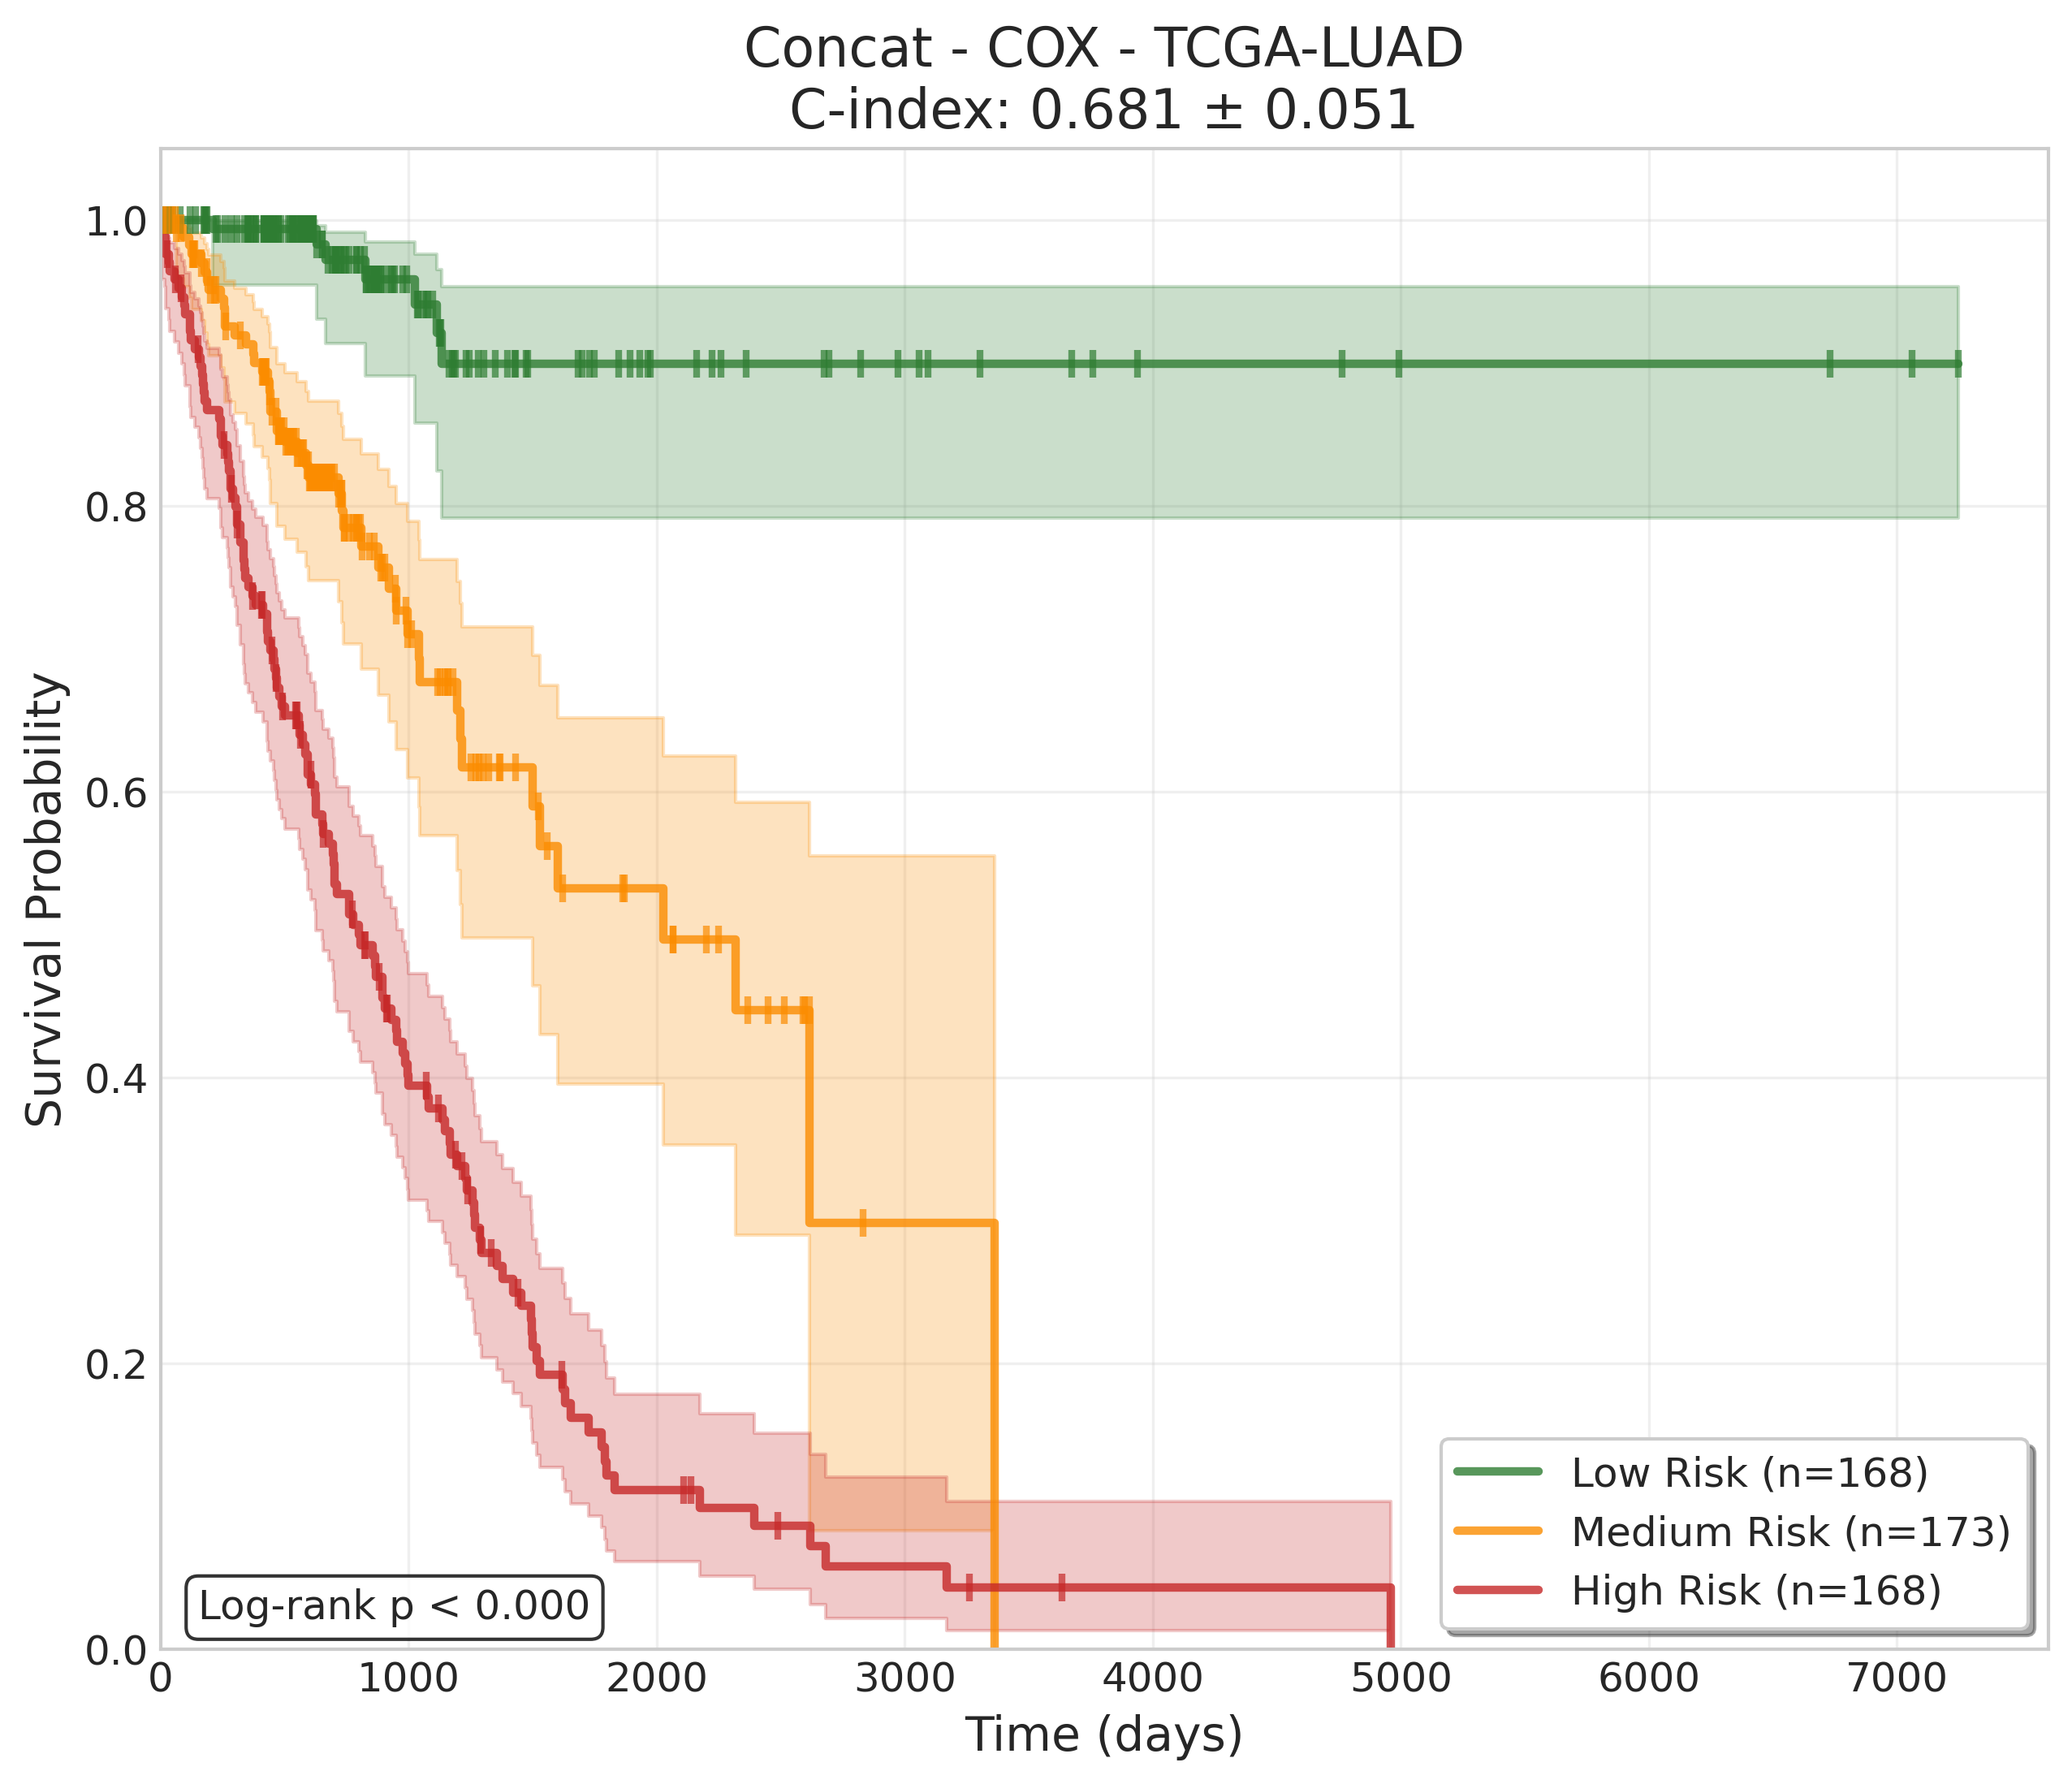 Concat - COX - TCGA-LUAD
C-index: 0.681 ± 0.051
Survival Probability
1.0
0.8
0.6
0.4
0.2
0.0
Log-rank p < 0.000
Low Risk (n=168)
Medium Risk (n=173)
High Risk (n=168)
0 1000 2000 3000 4000 5000 6000 7000
Time (days)